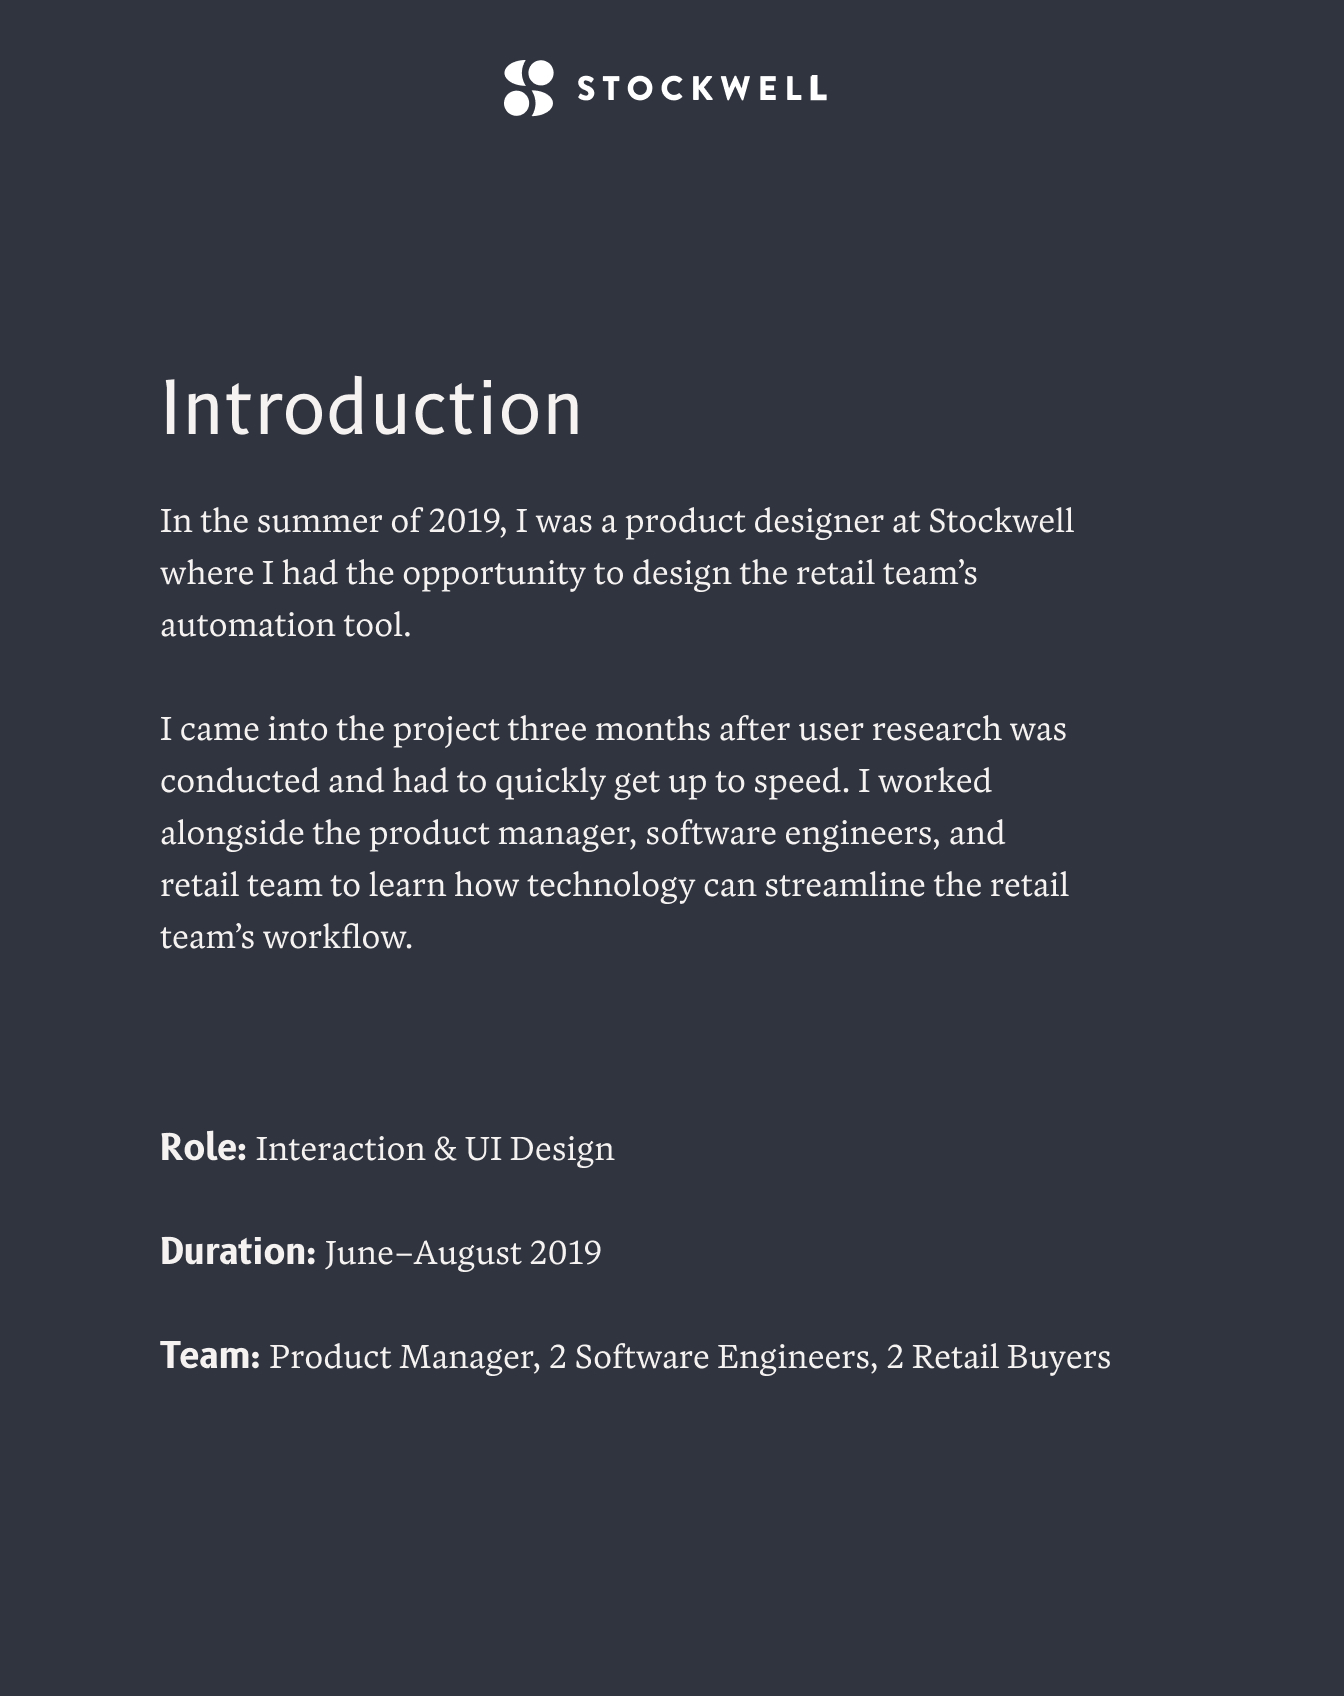 STOCKWELL
Introduction
In the summer of 2019, I was a product designer at Stockwell
where I had the opportunity to design the retail team’s
automation tool.
I came into the project three months after user research was
conducted and had to quickly get up to speed. I worked
alongside the product manager, software engineers, and
retail team to learn how technology can streamline the retail
team’s workflow.
Role: Interaction & UI Design
Duration: June–August 2019
Team: Product Manager, 2 Software Engineers, 2 Retail Buyers